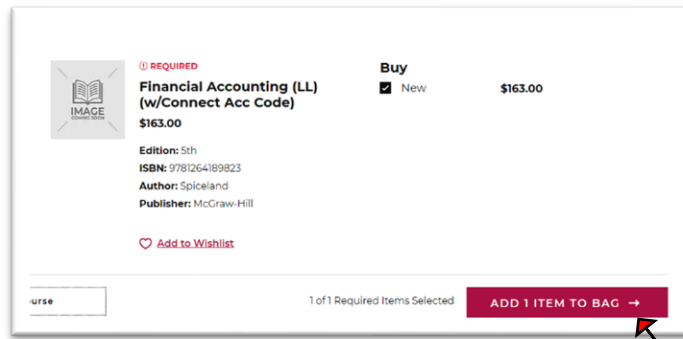 REQUIRED
Buy
Financial Accounting (LL)
(w/Connect Acc Code)
New
$163.00
$163.00
Edition: 5th
ISBN: 9781264189823
Author: Spiceland
Publisher: McGraw-Hill
IMAGE
COMING SOON
Add to Wishlist
urse
1 of 1 Required Items Selected
ADD 1 ITEM TO BAG →